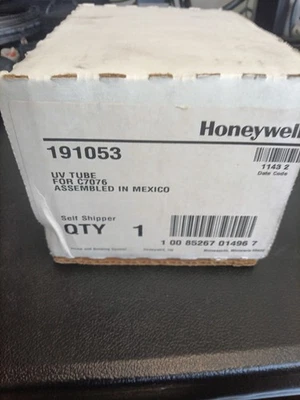 Honeywell
191053
1143 2
Date Code
UV TUBE
FOR C7076
ASSEMBLED IN MEXICO
Self Shipper
QTY 1
1 00 85267 01496 7